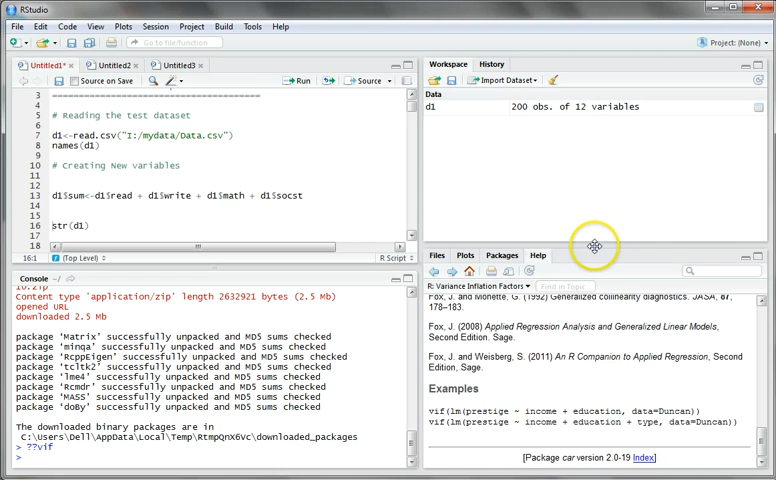 RStudio
File Edit Code View Plots Session Project Build Tools Help
Go to file/function
Project: (None)
Untitled1* Untitled2 Untitled3
Source on Save
Run
Source
3 ========================================
4
5 # Reading the test dataset
6
7 d1<-read.csv("I:/mydata/Data.csv")
8 names(d1)
9
10 # Creating New variables
11
12
13 d1$sum<-d1$read + d1$write + d1$math + d1$socst
14
15
16 str(d1)
17
18
16:1 (Top Level) R Script
Console ~/
Content type 'application/zip' length 2632921 bytes (2.5 Mb)
opened URL
downloaded 2.5 Mb
package 'Matrix' successfully unpacked and MD5 sums checked
package 'minqa' successfully unpacked and MD5 sums checked
package 'RcppEigen' successfully unpacked and MD5 sums checked
package 'tcltk2' successfully unpacked and MD5 sums checked
package 'lme4' successfully unpacked and MD5 sums checked
package 'Rcmdr' successfully unpacked and MD5 sums checked
package 'MASS' successfully unpacked and MD5 sums checked
package 'doBy' successfully unpacked and MD5 sums checked
The downloaded binary packages are in
C:\Users\Dell\AppData\Local\Temp\RtmpQnX6Vc\downloaded_packages
> ??vif
>
Workspace History
Import Dataset
Data
d1 200 obs. of 12 variables
Files Plots Packages Help
R: Variance Inflation Factors Find in Topic
Fox, J. and Monette, G. (1992) Generalized collinearity diagnostics. JASA, 87,
178–183.
Fox, J. (2008) Applied Regression Analysis and Generalized Linear Models,
Second Edition. Sage.
Fox, J. and Weisberg, S. (2011) An R Companion to Applied Regression, Second
Edition, Sage.
Examples
vif(lm(prestige ~ income + education, data=Duncan))
vif(lm(prestige ~ income + education + type, data=Duncan))
[Package car version 2.0-19 Index]